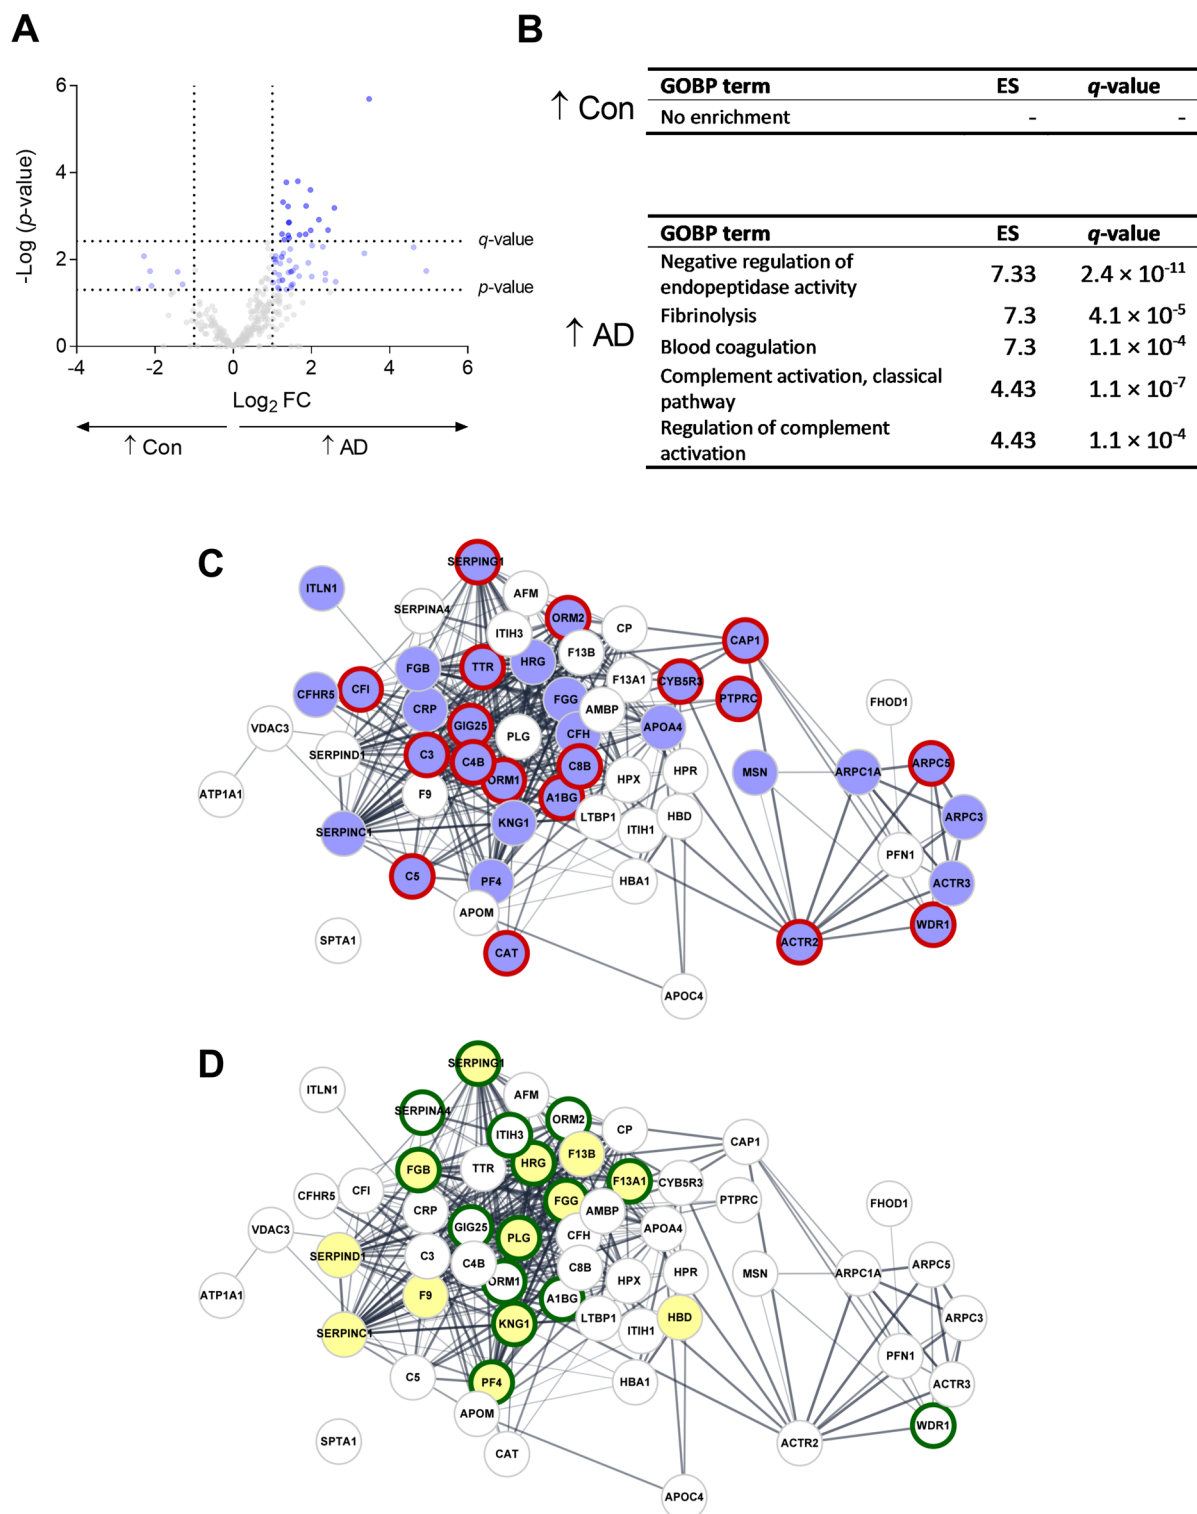 A
B
6
4
2
0
-Log (p-value)
q-value
p-value
-4
-2
0
2
4
6
Log2 FC
↑ Con
↑ AD
↑ Con
GOBP term ES q-value
No enrichment - -
↑ AD
GOBP term ES q-value
Negative regulation of
endopeptidase activity 7.33 2.4 × 10-11
Fibrinolysis 7.3 4.1 × 10-5
Blood coagulation 7.3 1.1 × 10-4
Complement activation, classical
pathway 4.43 1.1 × 10-7
Regulation of complement
activation 4.43 1.1 × 10-4
C
SERPING1
ITLN1
AFM
SERPINA4
ORM2
ITIH3
CP
CAP1
F13B
FGB
TTR
HRG
F13A1
CYB5R3
CFHR5
CFI
PTPRC
FGG
FHOD1
CRP
AMBP
VDAC3
GIG25
APOA4
PLG
CFH
SERPIND1
C3
C4B
C8B
HPR
MSN
ARPC1A
ARPC5
ORM1
HPX
ATP1A1
F9
A1BG
LTBP1
HBD
ARPC3
SERPINC1
KNG1
ITIH1
PFN1
C5
PF4
HBA1
ACTR3
APOM
WDR1
SPTA1
ACTR2
CAT
APOC4
D
SERPING1
ITLN1
AFM
SERPINA4
ORM2
ITIH3
CP
CAP1
F13B
FGB
TTR
HRG
F13A1
CYB5R3
CFHR5
CFI
PTPRC
FGG
FHOD1
CRP
AMBP
VDAC3
GIG25
APOA4
PLG
CFH
SERPIND1
C3
C4B
C8B
HPR
MSN
ARPC1A
ARPC5
ORM1
HPX
ATP1A1
F9
A1BG
LTBP1
HBD
ARPC3
SERPINC1
KNG1
ITIH1
PFN1
C5
PF4
HBA1
ACTR3
APOM
WDR1
SPTA1
ACTR2
CAT
APOC4